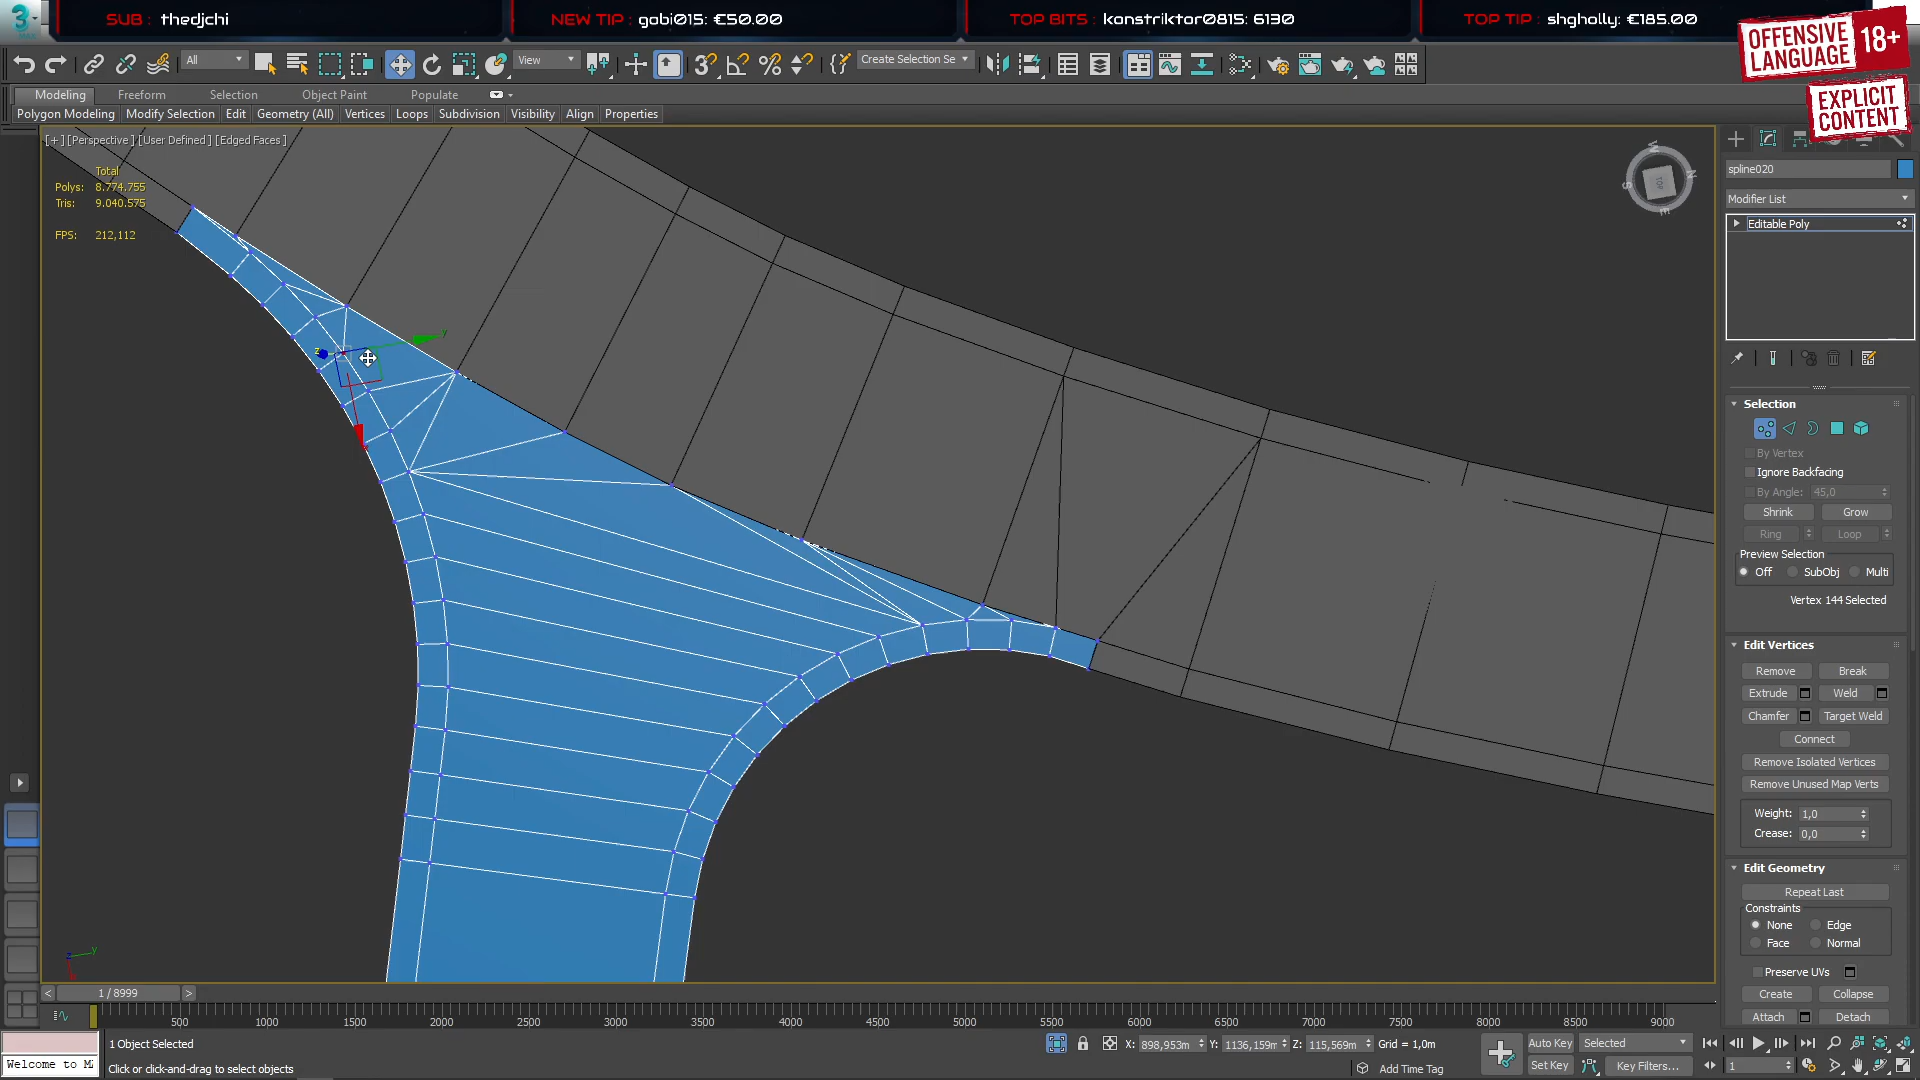 SUB : thedjchi
NEW TIP : gabi015: €50.00
TOP BITS : konstriktor0815: 6130
TOP TIP : shgholly: €185.00
OFFENSIVE LANGUAGE 18+
EXPLICIT CONTENT
3
All
View
Create Selection Se
Modeling
Freeform
Selection
Object Paint
Populate
Polygon Modeling
Modify Selection
Edit
Geometry (All)
Vertices
Loops
Subdivision
Visibility
Align
Properties
[+] [Perspective] [User Defined] [Edged Faces]
Total
Polys: 8.774.755
Tris: 9.040.575
FPS: 212,112
y
z
spline020
Modifier List
Editable Poly
Selection
By Vertex
Ignore Backfacing
By Angle: 45,0
Shrink
Grow
Ring
Loop
Preview Selection
Off
SubObj
Multi
Vertex 144 Selected
Edit Vertices
Remove
Break
Extrude
Weld
Chamfer
Target Weld
Connect
Remove Isolated Vertices
Remove Unused Map Verts
Weight: 1,0
Crease: 0,0
Edit Geometry
Repeat Last
Constraints
None
Edge
Face
Normal
Preserve UVs
Create
Collapse
Attach
Detach
1 / 8999
500
1000
1500
2000
2500
3000
3500
4000
4500
5000
5500
6000
6500
7000
7500
8000
8500
9000
1 Object Selected
X: 898,953m
Y: 1136,159m
Z: 115,569m
Grid = 1,0m
Auto Key
Selected
Welcome to M
Click or click-and-drag to select objects
Add Time Tag
Set Key
Key Filters...
1